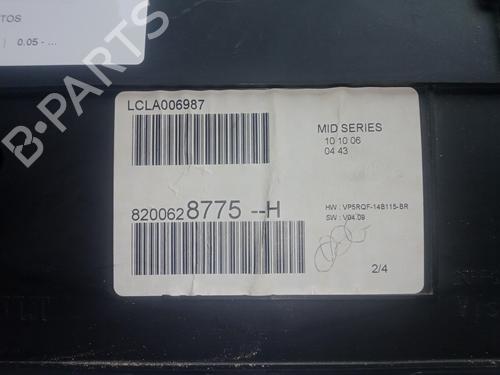 TOS
| 0.05 - ...
B-PARTS
LCLA006987
MID SERIES
10 10 06
04 43
8200628775 --H
HW : VP5RQF-14B115-BR
SW : V04.09
2/4